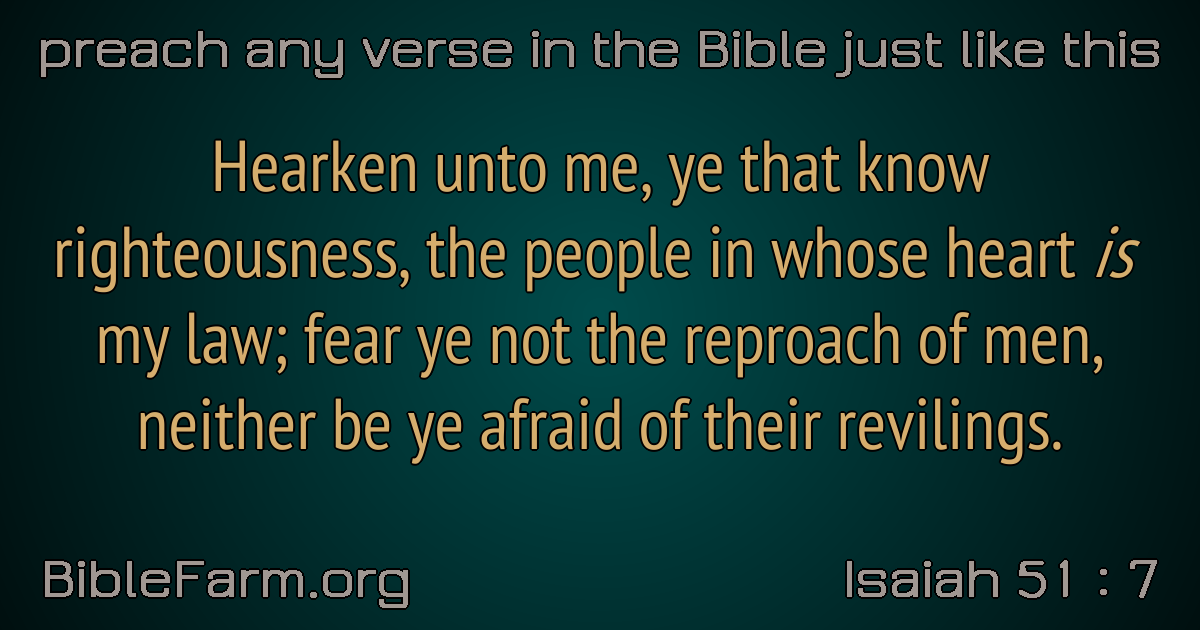 preach any verse in the Bible just like this
Hearken unto me, ye that know
righteousness, the people in whose heart is
my law; fear ye not the reproach of men,
neither be ye afraid of their revilings.
BibleFarm.org
Isaiah 51 : 7